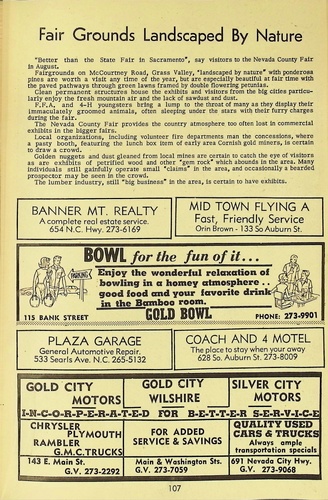 Fair Grounds Landscaped By Nature
"Better than the State Fair in Sacramento", say visitors to the Nevada County Fair
in August.
Fairgrounds on McCourtney Road, Grass Valley, "landscaped by nature" with ponderosa
pines are worth a visit any time of the year, but are especially beautiful at fair time with
the paved pathways through green lawns framed by double flowering petunias.
Clean permanent structures house the exhibits and visitors from the big cities particu-
larly enjoy the fresh mountain air and the lack of sawdust and dust.
F.F.A. and 4-H youngsters bring a lump to the throat of many as they display their
immaculately groomed animals, often sleeping under the stars with their furry charges
during the fair.
The Nevada County Fair provides the country atmosphere too often lost in commercial
exhibits in the bigger fairs.
Local organizations, including volunteer fire departments man the concessions, where
a pasty booth, featuring the lunch box item of early area Cornish gold miners, is certain
to draw a crowd.
Golden nuggets and dust gleaned from local mines are certain to catch the eye of visitors
as are exhibits of petrified wood and other "gem rock" which abounds in the area. Many
individuals still gainfully operate small "claims" in the area, and occasionally a bearded
prospector may be seen in the crowd.
The lumber industry, still "big business" in the area, is certain to have exhibits.
BANNER MT. REALTY
A complete real estate service.
654 N.C. Hwy. 273-6169
MID TOWN FLYING A
Fast, Friendly Service
Orin Brown - 133 So Auburn St.
BOWL for the fun of it...
PARKING
Enjoy the wonderful relaxation of
bowling in a homey atmosphere..
good food and your favorite drink
in the Bamboo room.
115 BANK STREET
GOLD BOWL
PHONE: 273-9901
PLAZA GARAGE
General Automotive Repair.
533 Searls Ave. N.C. 265-5132
COACH AND 4 MOTEL
The place to stay when your away
628 So. Auburn St. 273-8009
GOLD CITY
MOTORS
GOLD CITY
WILSHIRE
SILVER CITY
MOTORS
I-N-C-O-R-P-E-R-A-T-E-D FOR B-E-T-T-E-R S-E-R-V-I-C-E
CHRYSLER
PLYMOUTH
RAMBLER
G.M.C. TRUCKS
143 E. Main St.
G.V. 273-2292
FOR ADDED
SERVICE & SAVINGS
Main & Washington Sts.
G.V. 273-7059
QUALITY USED
CARS & TRUCKS
Always ample
transportation specials
691 Nevada City Hwy.
G.V. 273-9068
107